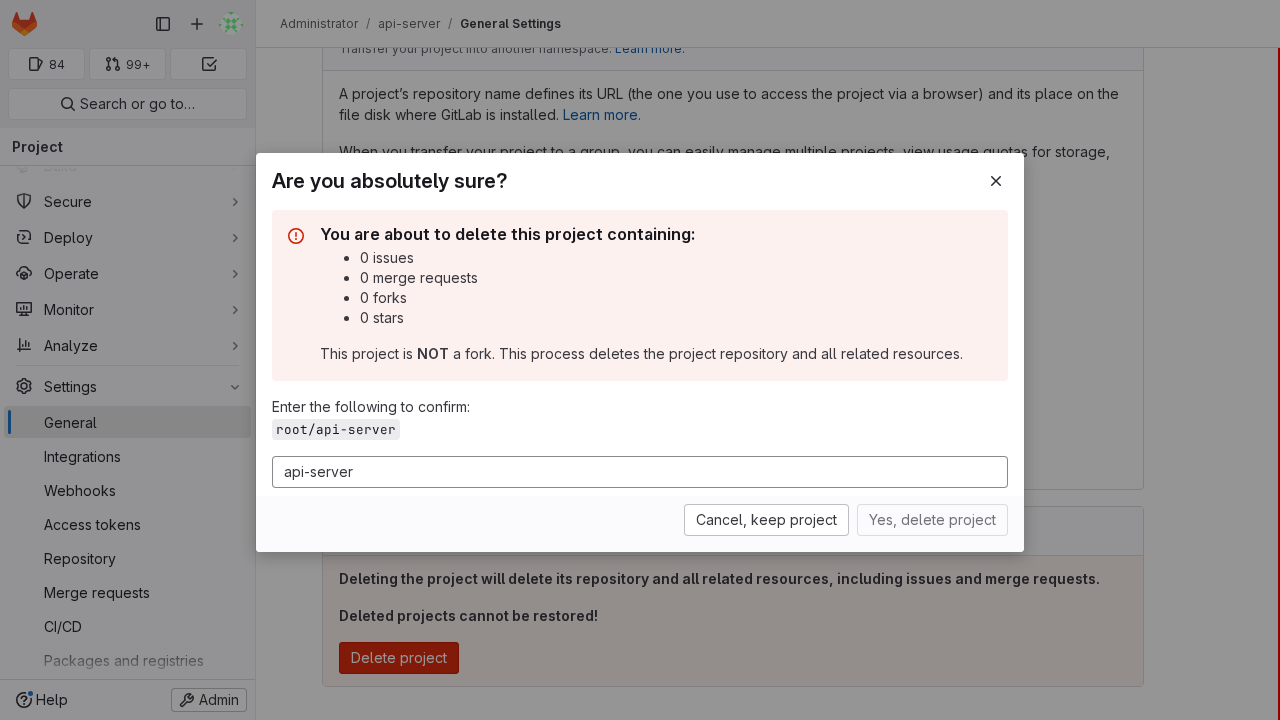 Administrator / api-server / General Settings
84
99+
Search or go to…
Project
Build
Secure
Deploy
Operate
Monitor
Analyze
Settings
General
Integrations
Webhooks
Access tokens
Repository
Merge requests
CI/CD
Packages and registries
Help
Admin
Transfer your project into another namespace. Learn more.
A project’s repository name defines its URL (the one you use to access the project via a browser) and its place on the
file disk where GitLab is installed. Learn more.
When you transfer your project to a group, you can easily manage multiple projects, view usage quotas for storage,
Are you absolutely sure?
You are about to delete this project containing:
• 0 issues
• 0 merge requests
• 0 forks
• 0 stars
This project is NOT a fork. This process deletes the project repository and all related resources.
Enter the following to confirm:
root/api-server
api-server
Cancel, keep project
Yes, delete project
Deleting the project will delete its repository and all related resources, including issues and merge requests.
Deleted projects cannot be restored!
Delete project